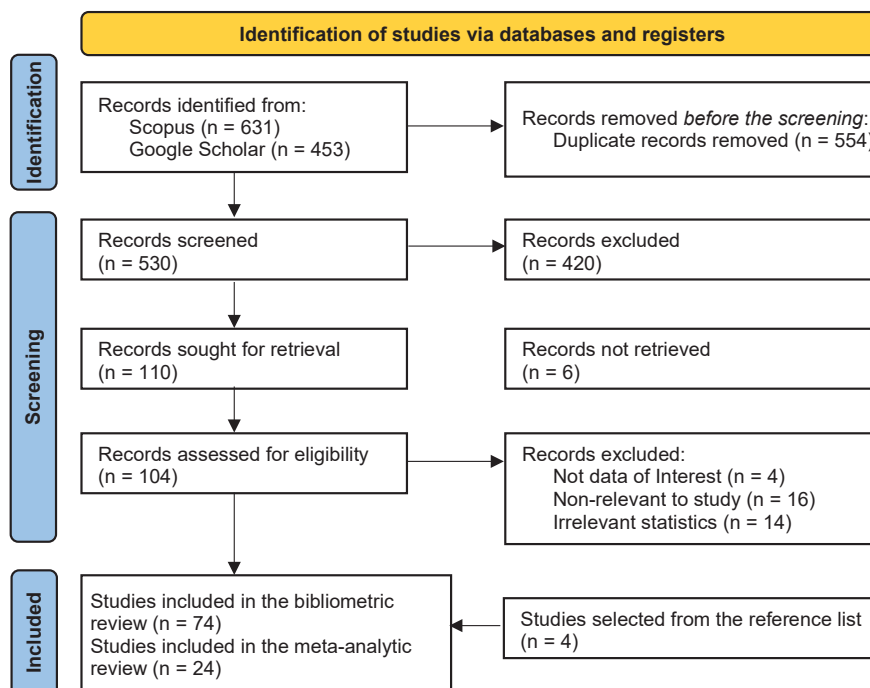 Identification of studies via databases and registers
Identification
Records identified from:
Scopus (n = 631)
Google Scholar (n = 453)
Records removed before the screening:
Duplicate records removed (n = 554)
Screening
Records screened
(n = 530)
Records excluded
(n = 420)
Records sought for retrieval
(n = 110)
Records not retrieved
(n = 6)
Records assessed for eligibility
(n = 104)
Records excluded:
Not data of Interest (n = 4)
Non-relevant to study (n = 16)
Irrelevant statistics (n = 14)
Included
Studies included in the bibliometric
review (n = 74)
Studies included in the meta-analytic
review (n = 24)
Studies selected from the reference list
(n = 4)